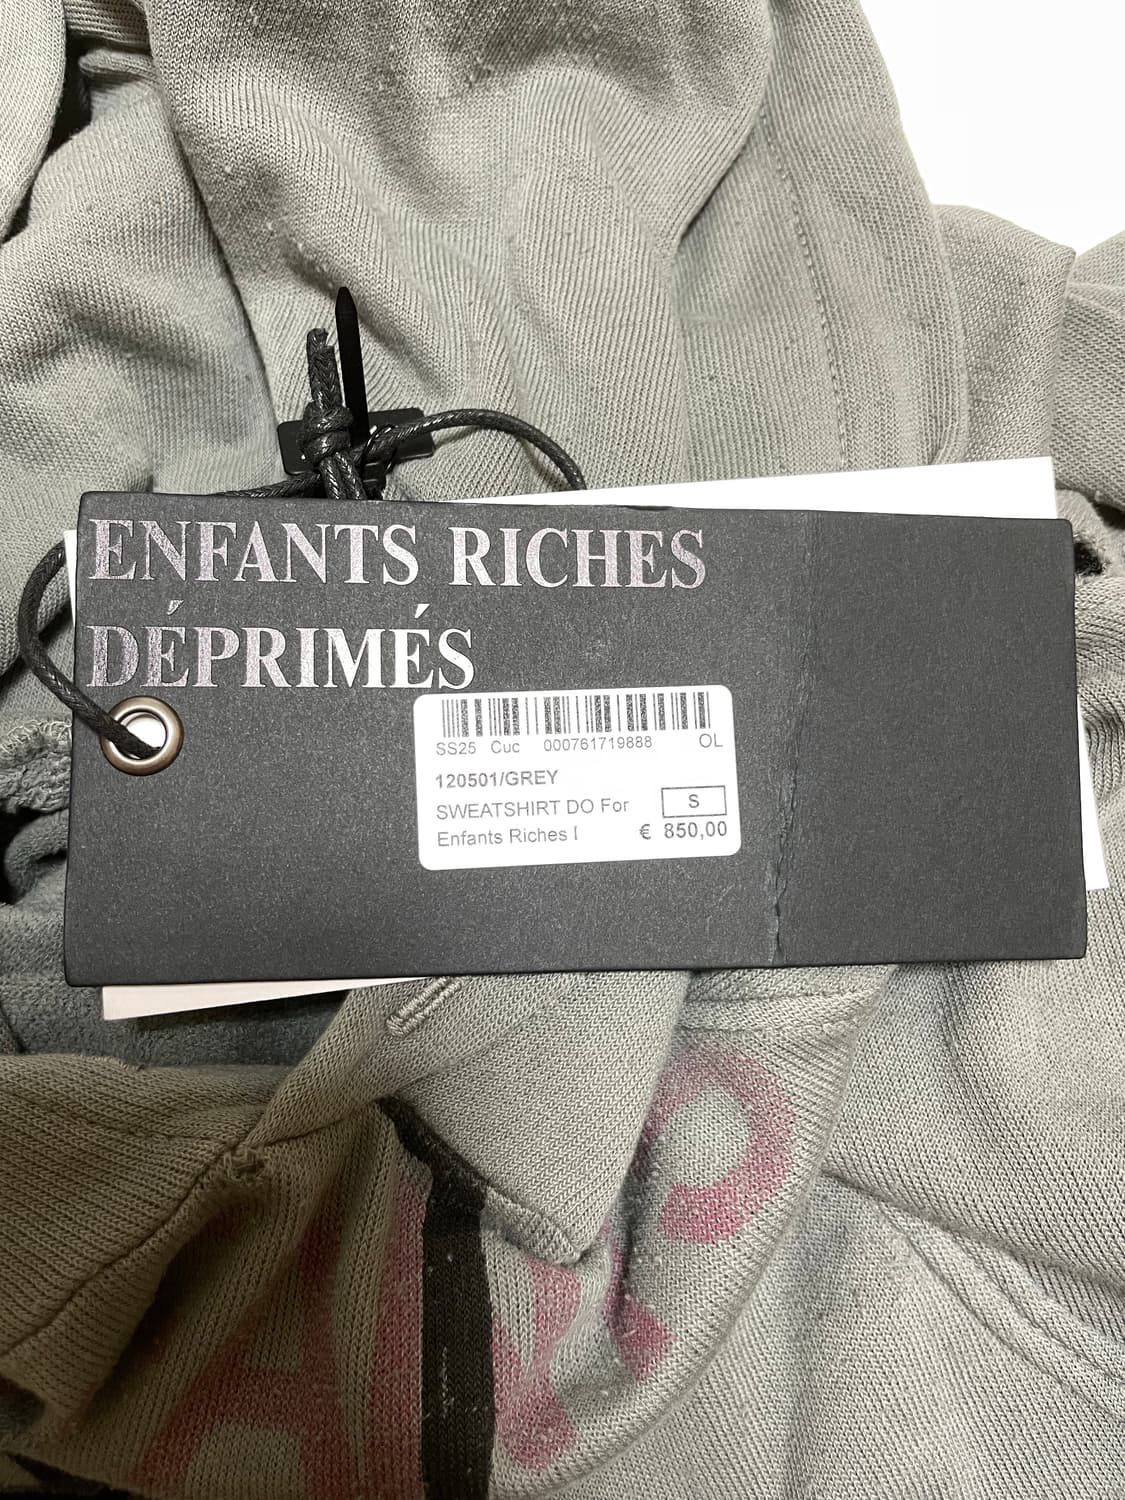 ENFANTS RICHES
DÉPRIMÉS
SS25 Cuc 000761719888 OL
120501/GREY
SWEATSHIRT DO For S
Enfants Riches I € 850,00